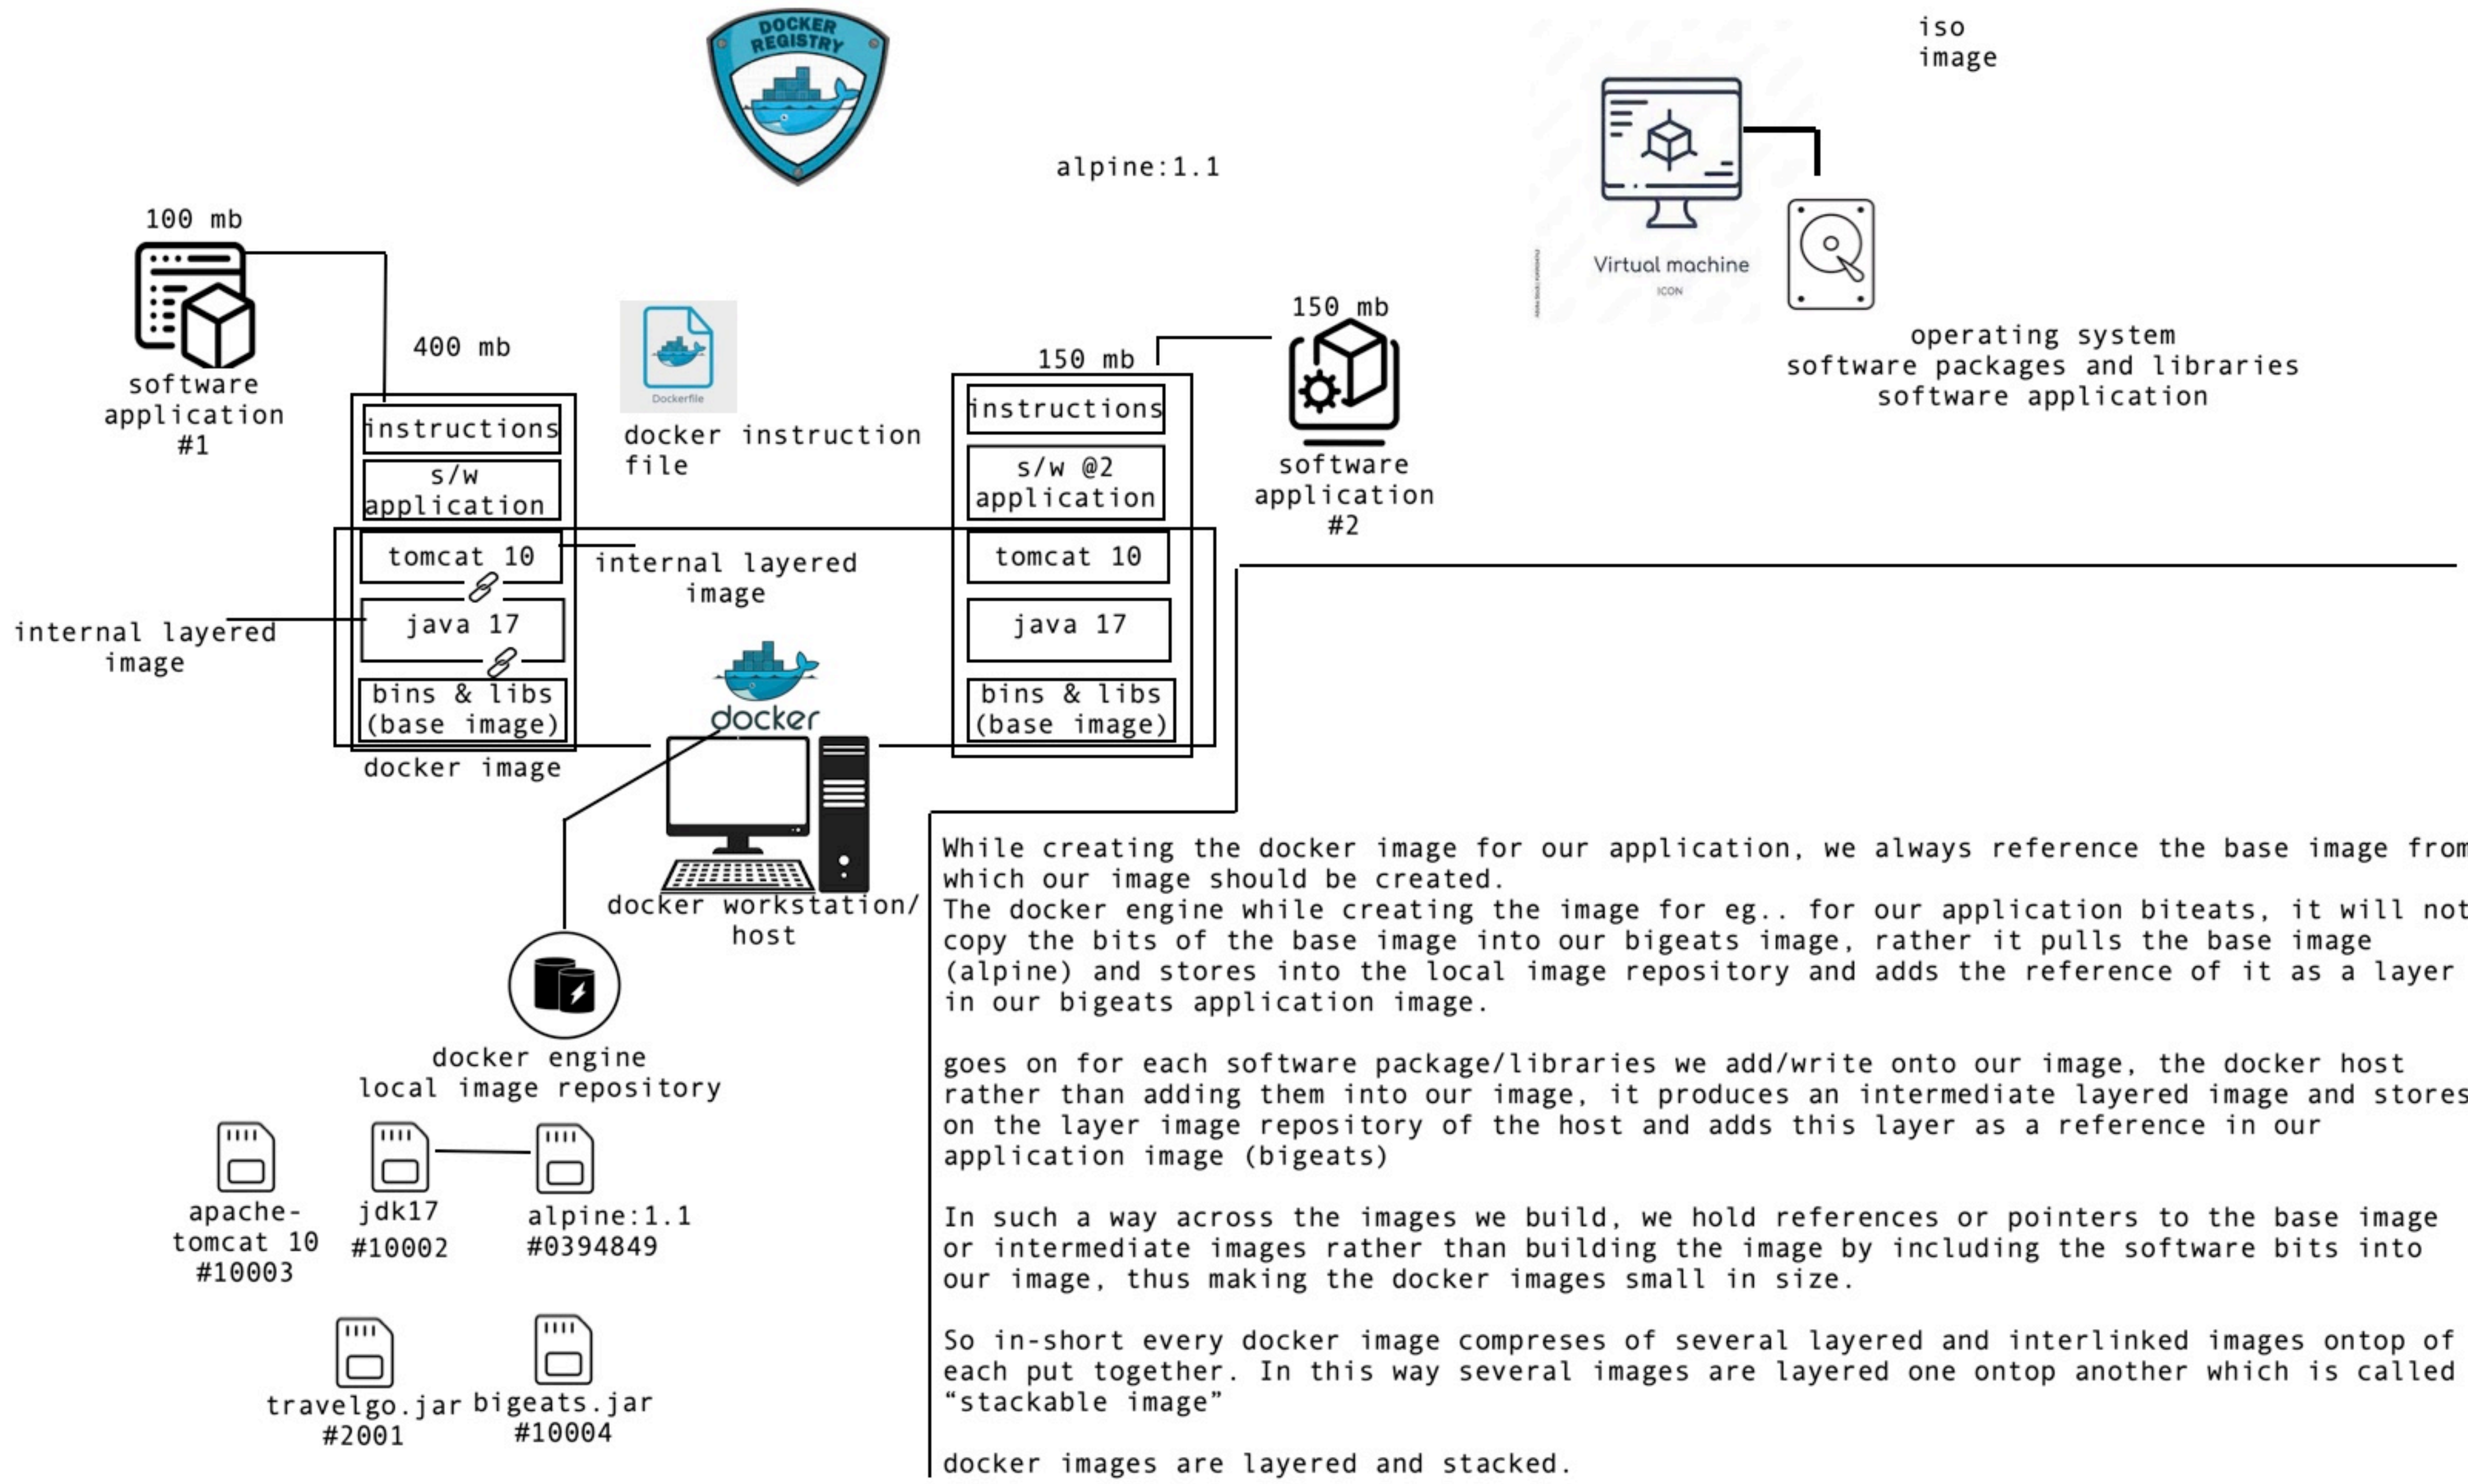 DOCKER
REGISTRY
iso
image
alpine:1.1
100 mb
software
application
#1
400 mb
instructions
s/w
application
tomcat 10
java 17
bins & libs
(base image)
docker image
internal layered
image
internal layered
image
Dockerfile
docker instruction
file
150 mb
instructions
s/w @2
application
tomcat 10
java 17
bins & libs
(base image)
150 mb
software
application
#2
Virtual machine
ICON
operating system
software packages and libraries
software application
docker
docker workstation/
host
docker engine
local image repository
apache-
tomcat 10
#10003
jdk17
#10002
alpine:1.1
#0394849
travelgo.jar
#2001
bigeats.jar
#10004
While creating the docker image for our application, we always reference the base image from
which our image should be created.
The docker engine while creating the image for eg.. for our application biteats, it will not
copy the bits of the base image into our bigeats image, rather it pulls the base image
(alpine) and stores into the local image repository and adds the reference of it as a layer
in our bigeats application image.
goes on for each software package/libraries we add/write onto our image, the docker host
rather than adding them into our image, it produces an intermediate layered image and stores
on the layer image repository of the host and adds this layer as a reference in our
application image (bigeats)
In such a way across the images we build, we hold references or pointers to the base image
or intermediate images rather than building the image by including the software bits into
our image, thus making the docker images small in size.
So in-short every docker image compreses of several layered and interlinked images ontop of
each put together. In this way several images are layered one ontop another which is called
“stackable image”
docker images are layered and stacked.